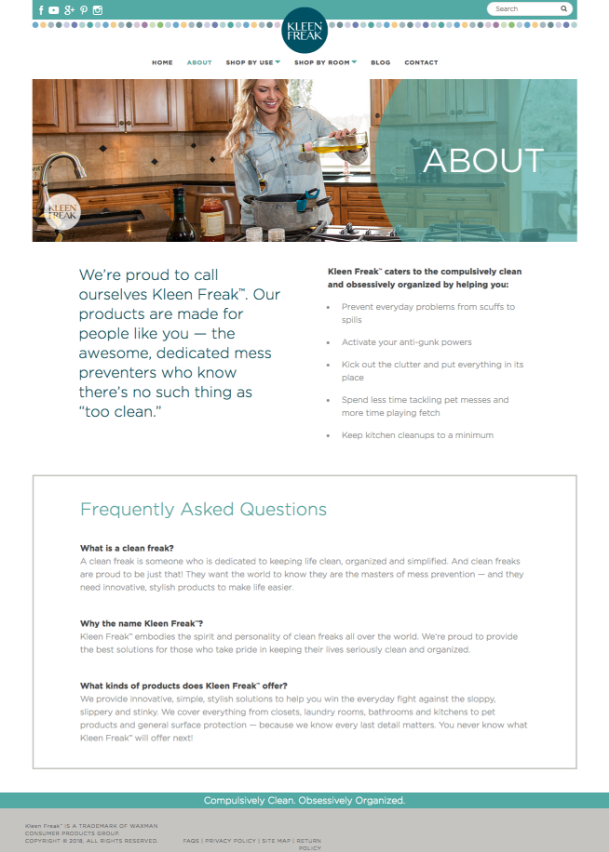 Search
KLEEN
FREAK
HOME ABOUT SHOP BY USE SHOP BY ROOM BLOG CONTACT
ABOUT
KLEEN
FREAK
We're proud to call
ourselves Kleen Freak™. Our
products are made for
people like you — the
awesome, dedicated mess
preventers who know
there's no such thing as
"too clean."
Kleen Freak™ caters to the compulsively clean
and obsessively organized by helping you:
• Prevent everyday problems from scuffs to
spills
• Activate your anti-gunk powers
• Kick out the clutter and put everything in its
place
• Spend less time tackling pet messes and
more time playing fetch
• Keep kitchen cleanups to a minimum
Frequently Asked Questions
What is a clean freak?
A clean freak is someone who is dedicated to keeping life clean, organized and simplified. And clean freaks
are proud to be just that! They want the world to know they are the masters of mess prevention — and they
need innovative, stylish products to make life easier.
Why the name Kleen Freak™?
Kleen Freak™ embodies the spirit and personality of clean freaks all over the world. We're proud to provide
the best solutions for those who take pride in keeping their lives seriously clean and organized.
What kinds of products does Kleen Freak™ offer?
We provide innovative, simple, stylish solutions to help you win the everyday fight against the sloppy,
slippery and stinky. We cover everything from closets, laundry rooms, bathrooms and kitchens to pet
products and general surface protection — because we know every last detail matters. You never know what
Kleen Freak™ will offer next!
Compulsively Clean. Obsessively Organized.
Kleen Freak™ IS A TRADEMARK OF WAXMAN
CONSUMER PRODUCTS GROUP.
COPYRIGHT © 2018. ALL RIGHTS RESERVED.
FAQS | PRIVACY POLICY | SITE MAP | RETURN
POLICY